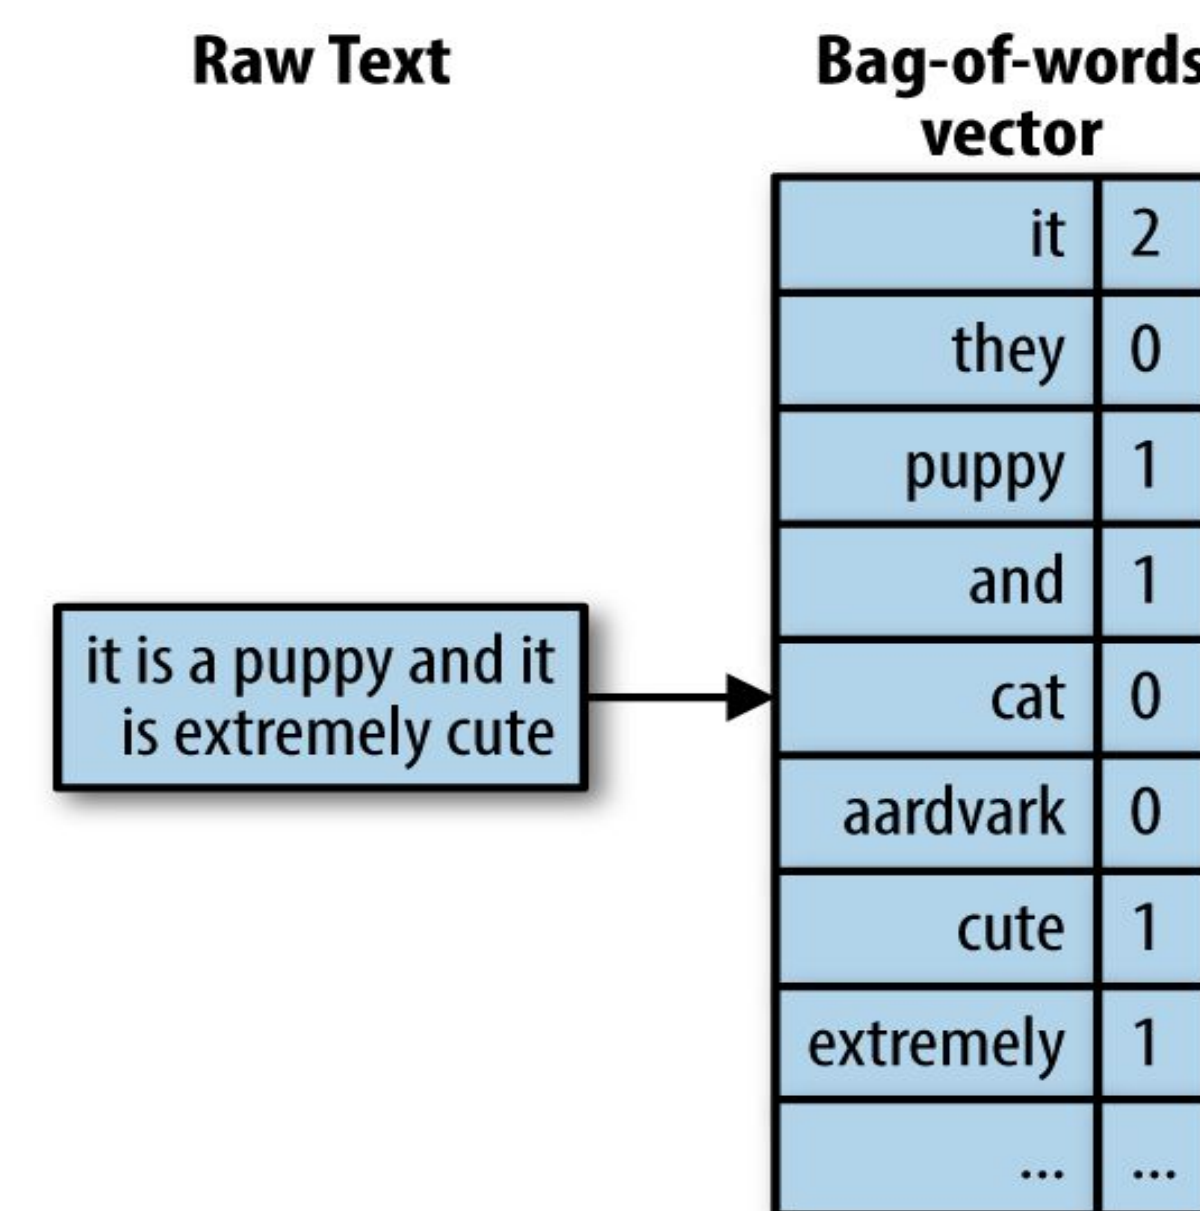 Raw Text
Bag-of-words
vector
it 2
they 0
puppy 1
and 1
it is a puppy and it
is extremely cute
cat 0
aardvark 0
cute 1
extremely 1
... ...